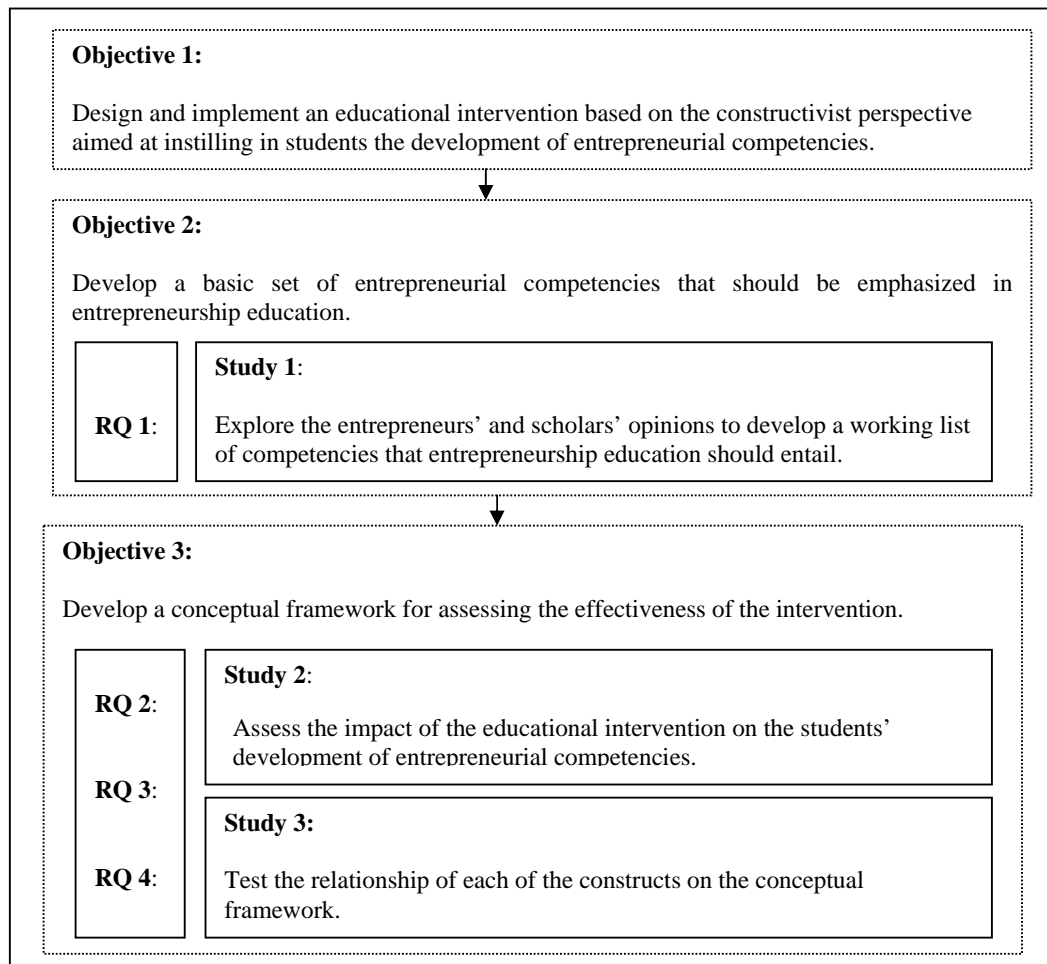 Objective 1:
Design and implement an educational intervention based on the constructivist perspective
aimed at instilling in students the development of entrepreneurial competencies.
Objective 2:
Develop a basic set of entrepreneurial competencies that should be emphasized in
entrepreneurship education.
RQ 1:
Study 1:
Explore the entrepreneurs’ and scholars’ opinions to develop a working list
of competencies that entrepreneurship education should entail.
Objective 3:
Develop a conceptual framework for assessing the effectiveness of the intervention.
RQ 2:
RQ 3:
RQ 4:
Study 2:
Assess the impact of the educational intervention on the students’
development of entrepreneurial competencies.
Study 3:
Test the relationship of each of the constructs on the conceptual
framework.